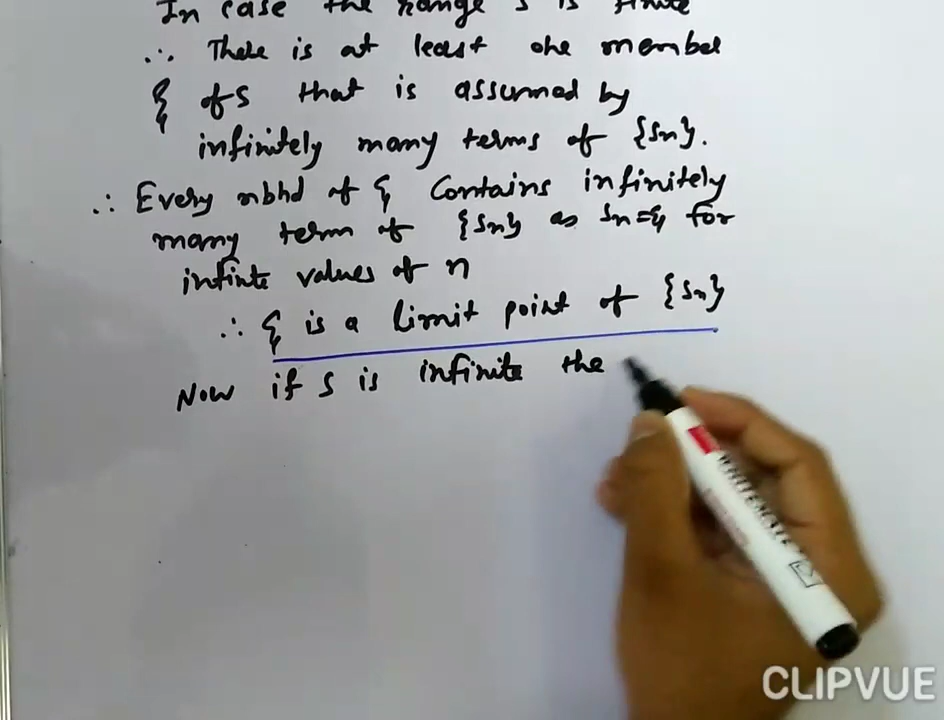 In case the range S is finite
∴ There is at least one member
ξ of S that is assumed by
infinitely many terms of {Sn}.
∴ Every nbhd of ξ Contains infinitely
many term of {Sn} as Sn=ξ for
infinite values of n
∴ ξ is a limit point of {Sn}
Now if S is infinite the
CLIPVUE